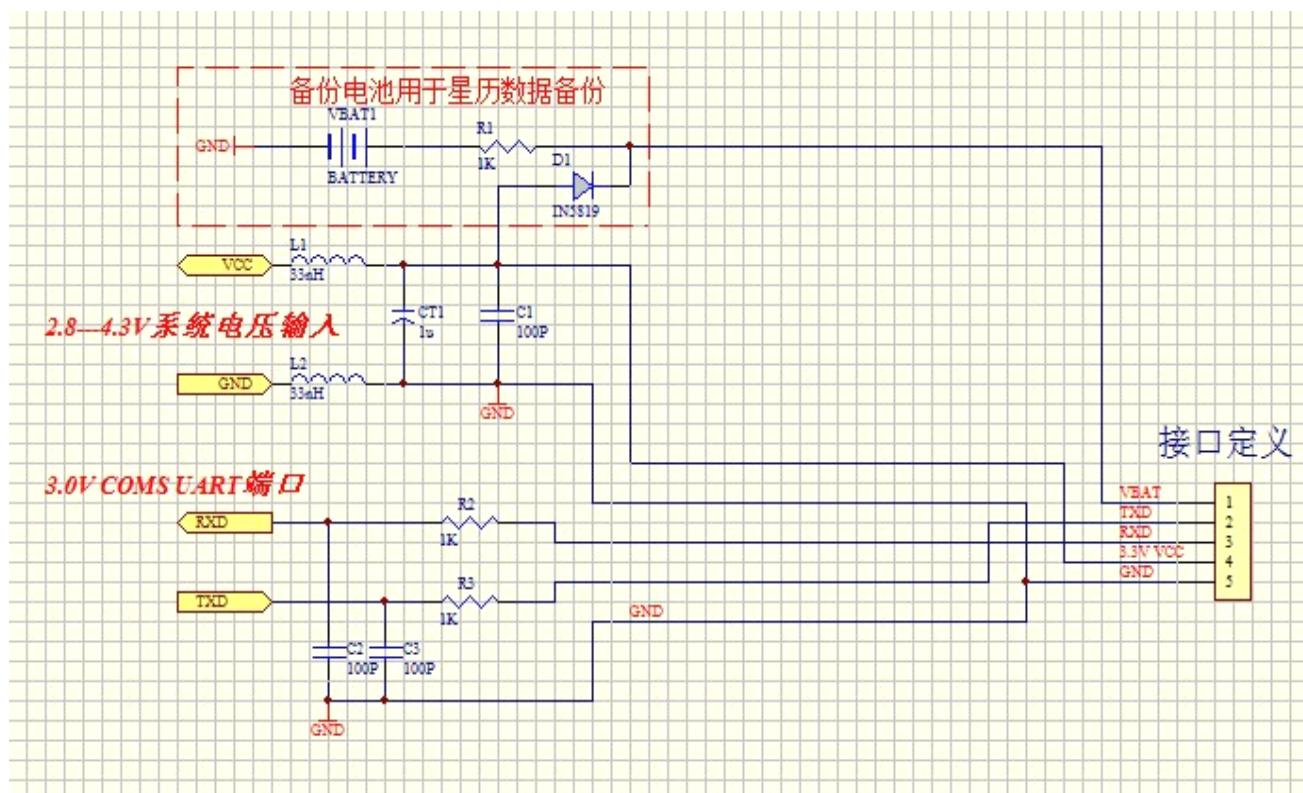 备份电池用于星历数据备份
VBAT1
GND
BATTERY
R1
1K
D1
IN5819
L1
VCC
33nH
CT1
1u
C1
100P
2.8---4.3V系统电压输入
L2
GND
33nH
GND
接口定义
3.0V COMS UART端口
RXD
R2
1K
TXD
R3
1K
GND
C2
100P
C3
100P
GND
VBAT
1
TXD
2
RXD
3
3.3V VCC
4
GND
5